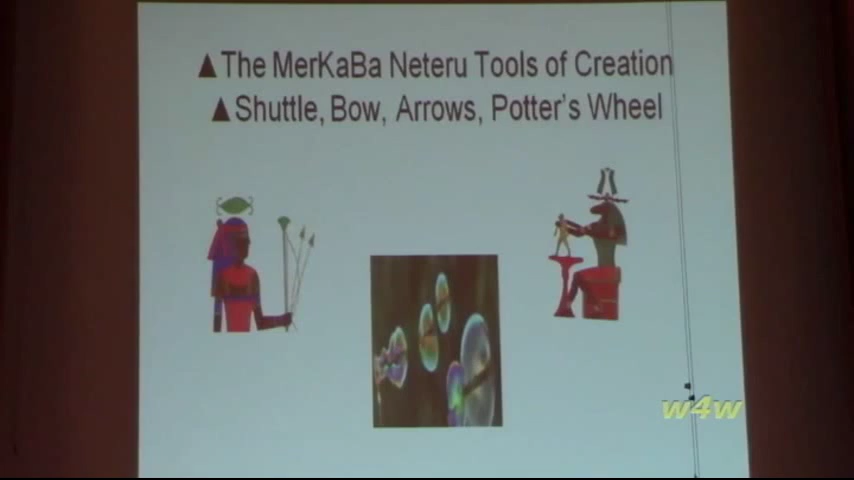 ▲The MerKaBa Neteru Tools of Creation
▲Shuttle, Bow, Arrows, Potter's Wheel
w4w